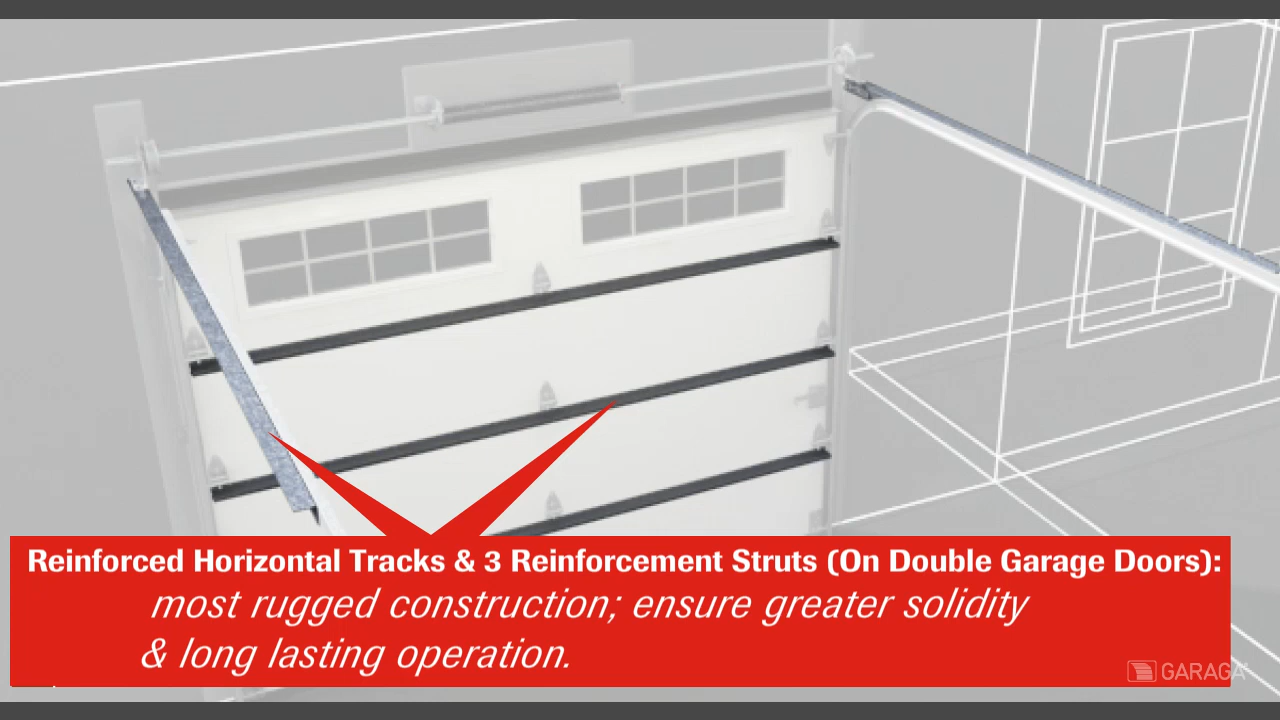 Reinforced Horizontal Tracks & 3 Reinforcement Struts (On Double Garage Doors):
most rugged construction; ensure greater solidity
& long lasting operation.
GARAGA